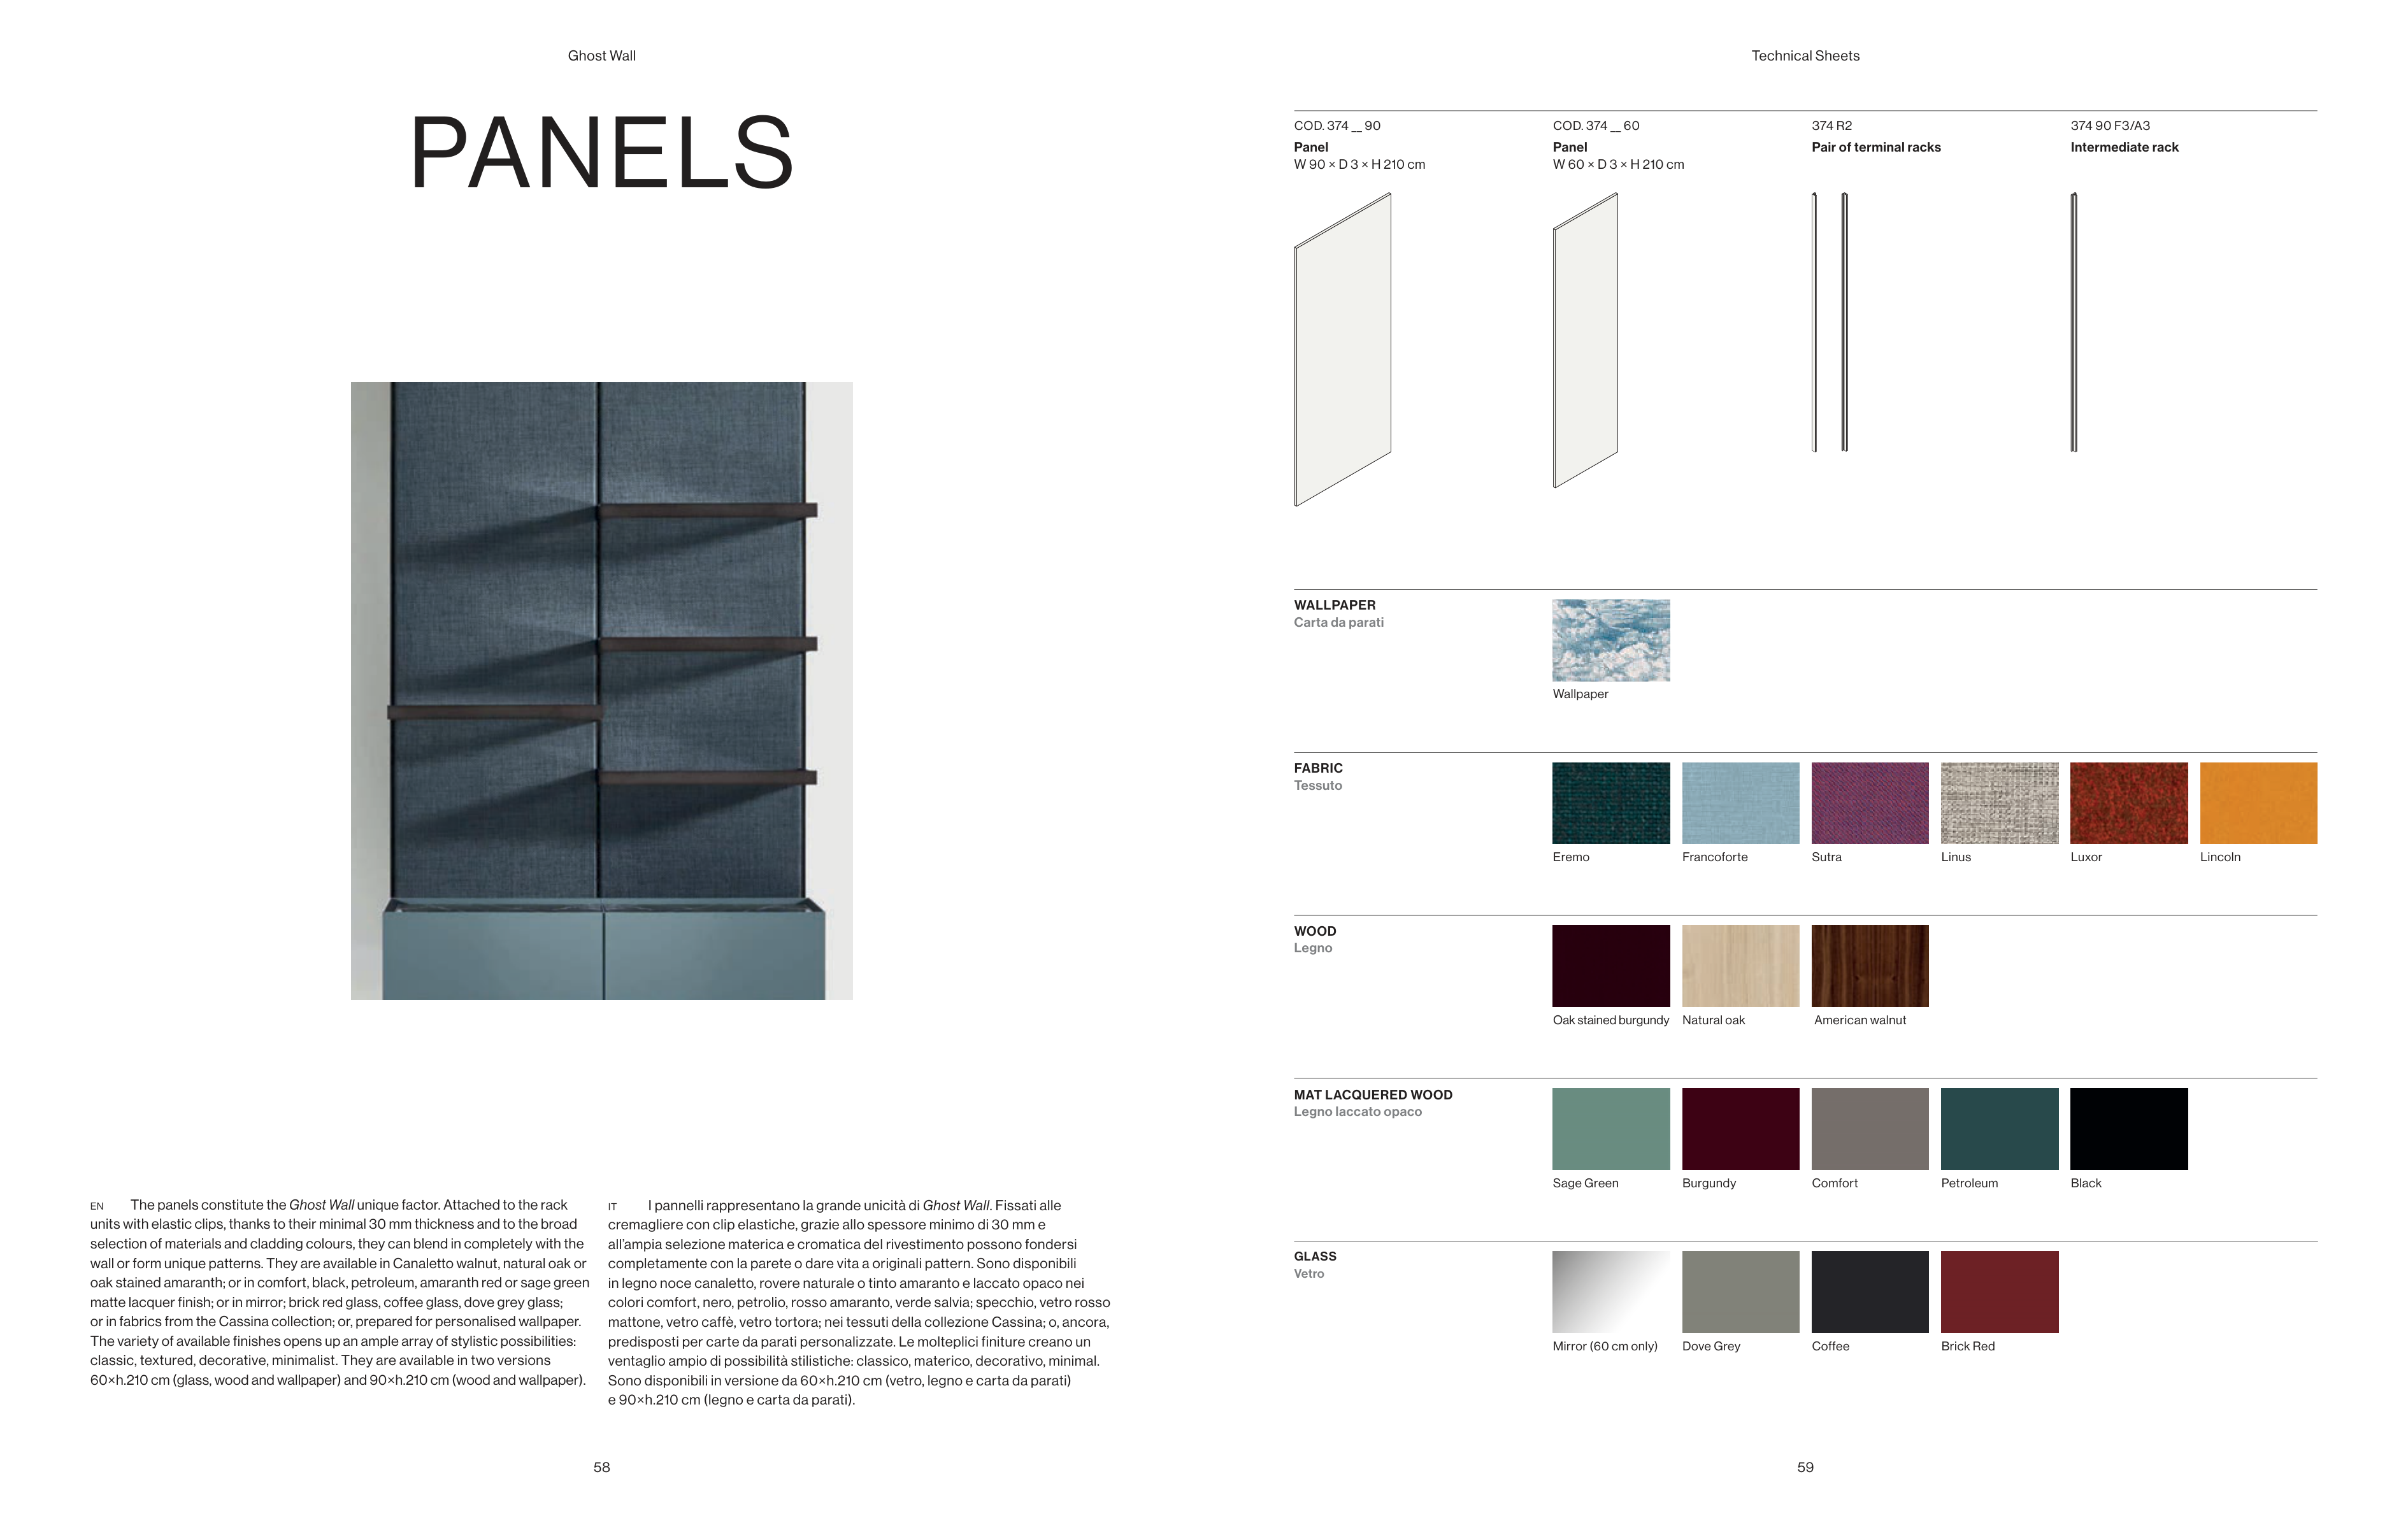 Ghost Wall
PANELS
EN The panels constitute the Ghost Wall unique factor. Attached to the rack
units with elastic clips, thanks to their minimal 30 mm thickness and to the broad
selection of materials and cladding colours, they can blend in completely with the
wall or form unique patterns. They are available in Canaletto walnut, natural oak or
oak stained amaranth; or in comfort, black, petroleum, amaranth red or sage green
matte lacquer finish; or in mirror; brick red glass, coffee glass, dove grey glass;
or in fabrics from the Cassina collection; or, prepared for personalised wallpaper.
The variety of available finishes opens up an ample array of stylistic possibilities:
classic, textured, decorative, minimalist. They are available in two versions
60×h.210 cm (glass, wood and wallpaper) and 90×h.210 cm (wood and wallpaper).
IT I pannelli rappresentano la grande unicità di Ghost Wall. Fissati alle
cremagliere con clip elastiche, grazie allo spessore minimo di 30 mm e
all'ampia selezione materica e cromatica del rivestimento possono fondersi
completamente con la parete o dare vita a originali pattern. Sono disponibili
in legno noce canaletto, rovere naturale o tinto amaranto e laccato opaco nei
colori comfort, nero, petrolio, rosso amaranto, verde salvia; specchio, vetro rosso
mattone, vetro caffè, vetro tortora; nei tessuti della collezione Cassina; o, ancora,
predisposti per carte da parati personalizzate. Le molteplici finiture creano un
ventaglio ampio di possibilità stilistiche: classico, materico, decorativo, minimal.
Sono disponibili in versione da 60×h.210 cm (vetro, legno e carta da parati)
e 90×h.210 cm (legno e carta da parati).
58
Technical Sheets
COD. 374 __ 90
Panel
W 90 × D 3 × H 210 cm
COD. 374 __ 60
Panel
W 60 × D 3 × H 210 cm
374 R2
Pair of terminal racks
374 90 F3/A3
Intermediate rack
WALLPAPER
Carta da parati
Wallpaper
FABRIC
Tessuto
Eremo
Francoforte
Sutra
Linus
Luxor
Lincoln
WOOD
Legno
Oak stained burgundy
Natural oak
American walnut
MAT LACQUERED WOOD
Legno laccato opaco
Sage Green
Burgundy
Comfort
Petroleum
Black
GLASS
Vetro
Mirror (60 cm only)
Dove Grey
Coffee
Brick Red
59